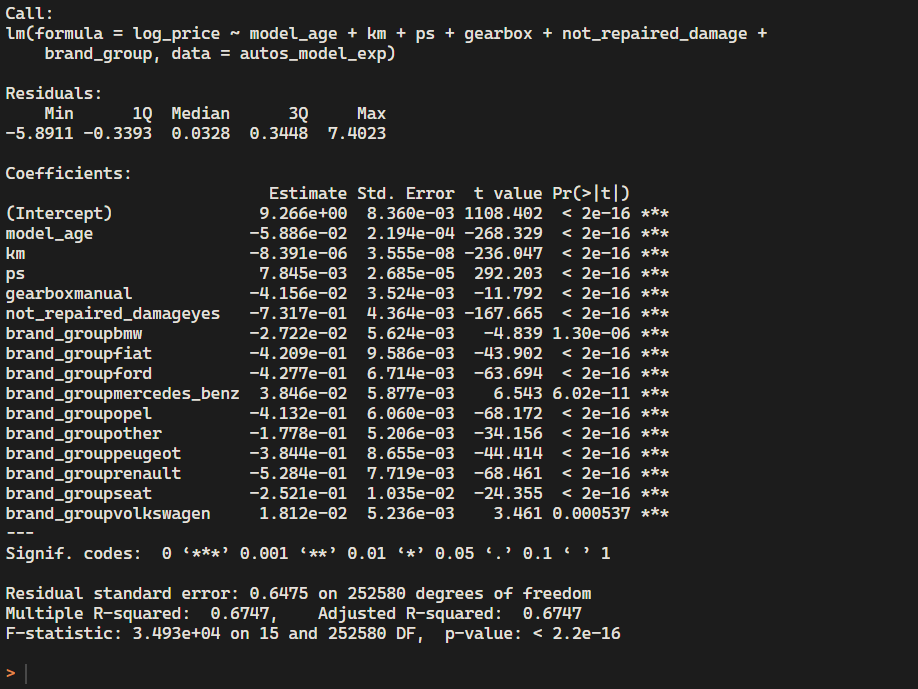 Call:
lm(formula = log_price ~ model_age + km + ps + gearbox + not_repaired_damage +
    brand_group, data = autos_model_exp)

Residuals:
    Min      1Q  Median      3Q     Max
-5.8911 -0.3393  0.0328  0.3448  7.4023

Coefficients:
                          Estimate Std. Error  t value Pr(>|t|)
(Intercept)              9.266e+00  8.360e-03 1108.402  < 2e-16 ***
model_age               -5.886e-02  2.194e-04 -268.329  < 2e-16 ***
km                      -8.391e-06  3.555e-08 -236.047  < 2e-16 ***
ps                       7.845e-03  2.685e-05  292.203  < 2e-16 ***
gearboxmanual           -4.156e-02  3.524e-03  -11.792  < 2e-16 ***
not_repaired_damageyes  -7.317e-01  4.364e-03 -167.665  < 2e-16 ***
brand_groupbmw          -2.722e-02  5.624e-03   -4.839 1.30e-06 ***
brand_groupfiat         -4.209e-01  9.586e-03  -43.902  < 2e-16 ***
brand_groupford         -4.277e-01  6.714e-03  -63.694  < 2e-16 ***
brand_groupmercedes_benz  3.846e-02  5.877e-03    6.543 6.02e-11 ***
brand_groupopel         -4.132e-01  6.060e-03  -68.172  < 2e-16 ***
brand_groupother        -1.778e-01  5.206e-03  -34.156  < 2e-16 ***
brand_grouppeugeot      -3.844e-01  8.655e-03  -44.414  < 2e-16 ***
brand_grouprenault      -5.284e-01  7.719e-03  -68.461  < 2e-16 ***
brand_groupseat         -2.521e-01  1.035e-02  -24.355  < 2e-16 ***
brand_groupvolkswagen    1.812e-02  5.236e-03    3.461 0.000537 ***
---
Signif. codes:  0 ‘***’ 0.001 ‘**’ 0.01 ‘*’ 0.05 ‘.’ 0.1 ‘ ’ 1

Residual standard error: 0.6475 on 252580 degrees of freedom
Multiple R-squared:  0.6747,    Adjusted R-squared:  0.6747
F-statistic: 3.493e+04 on 15 and 252580 DF,  p-value: < 2.2e-16

>